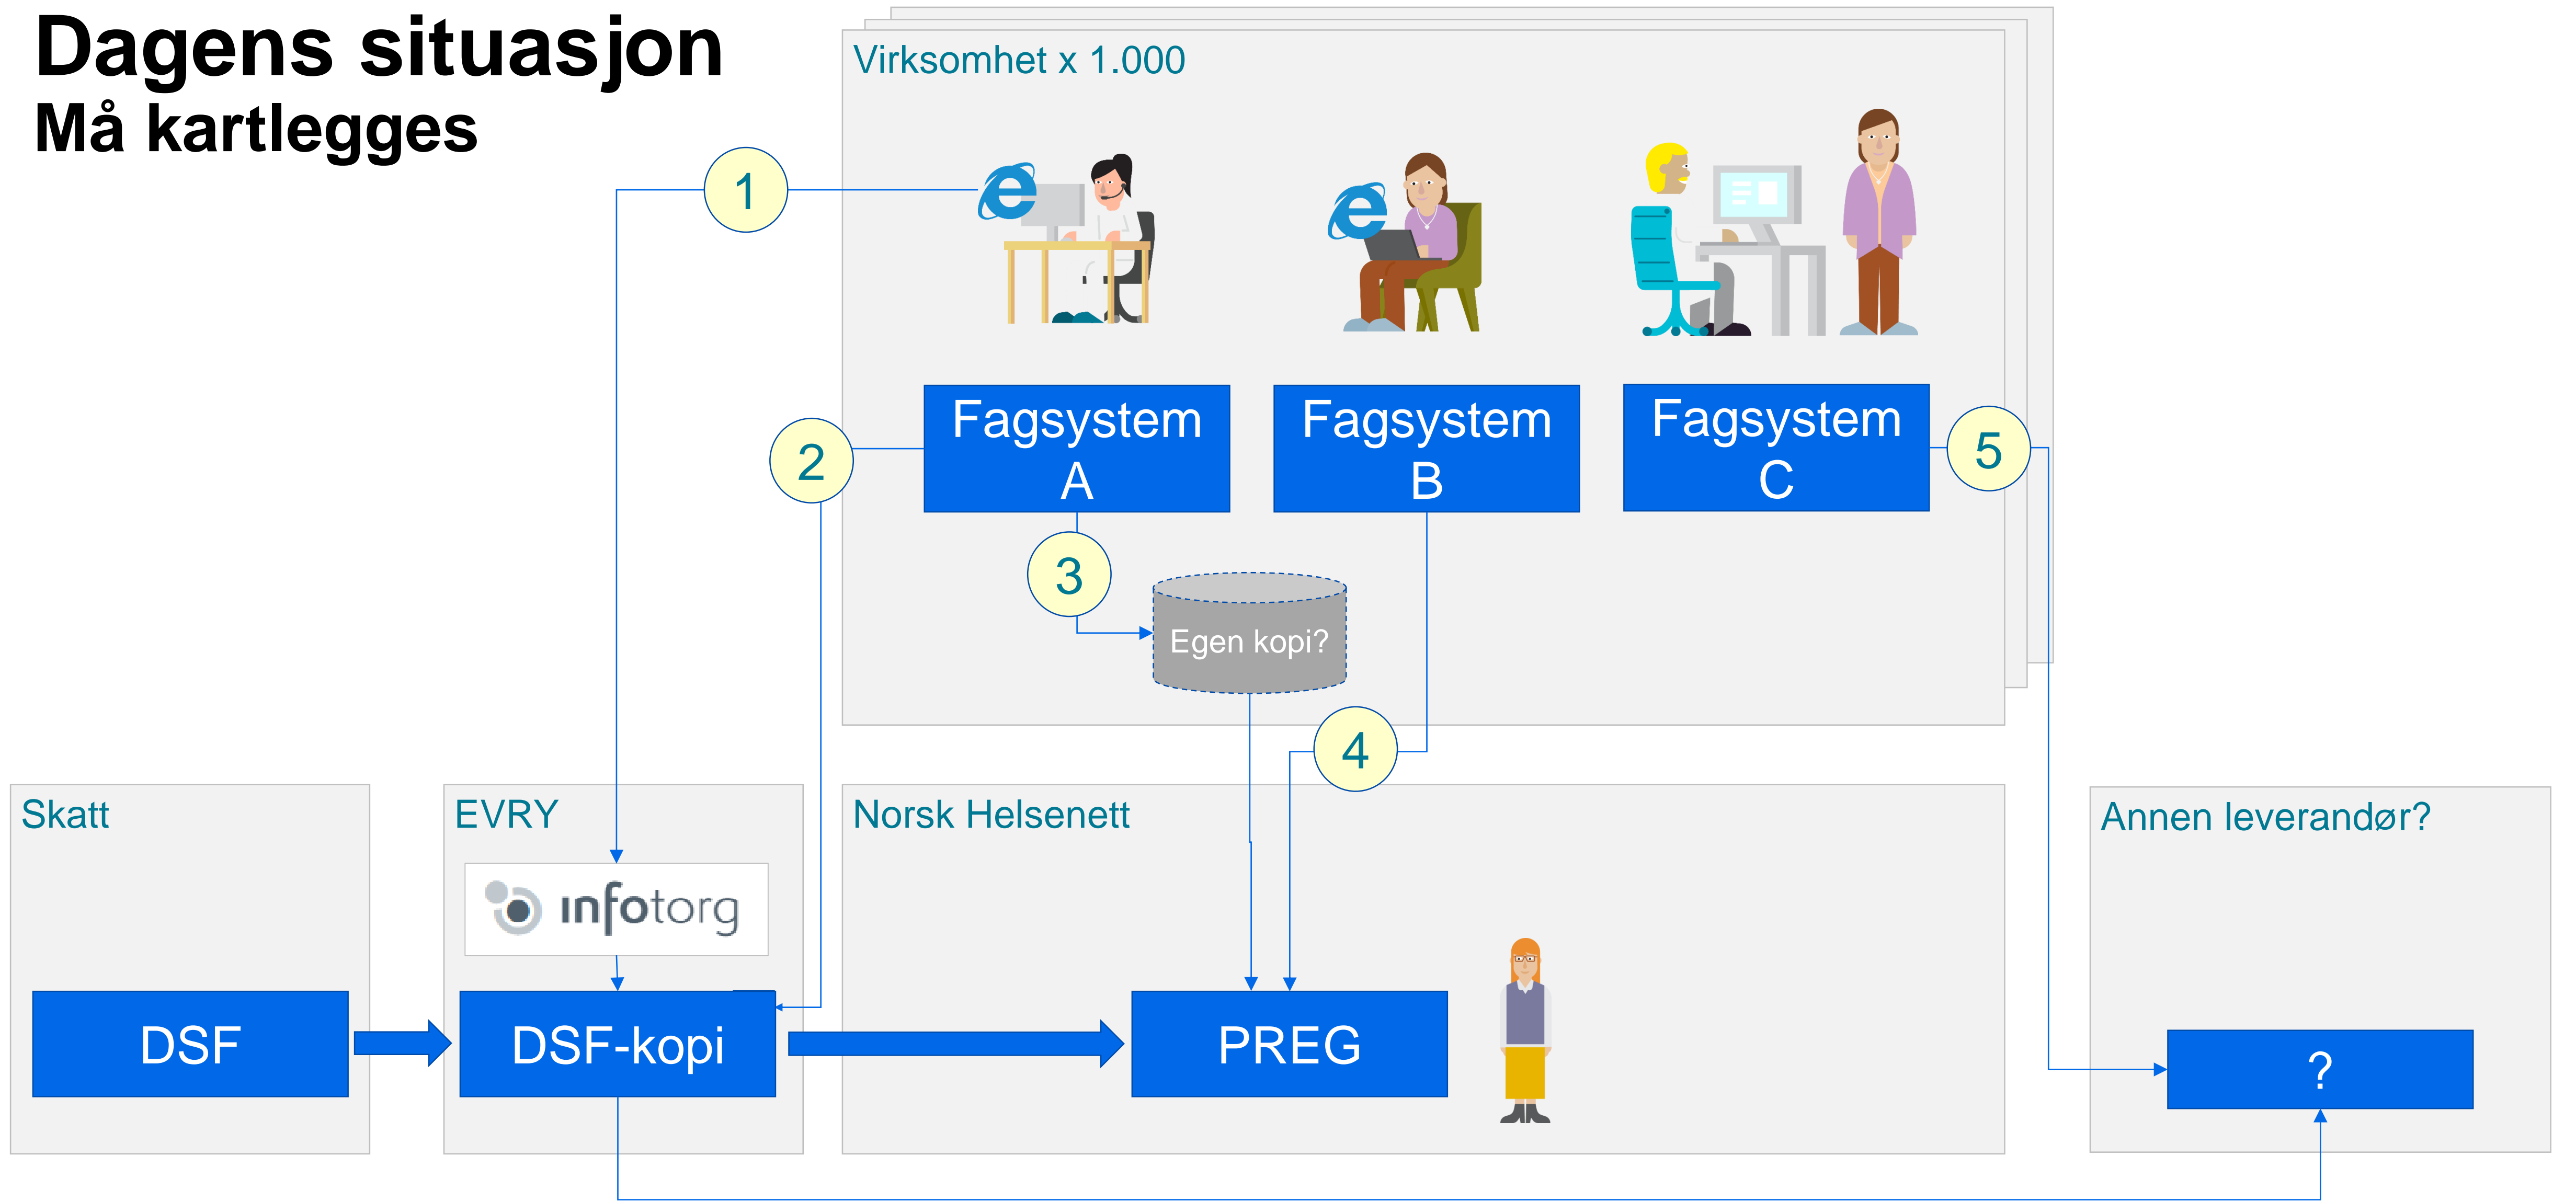 Dagens situasjon
Må kartlegges
Virksomhet x 1.000
1
2
Fagsystem
A
Fagsystem
B
Fagsystem
C
5
3
Egen kopi?
4
Skatt
EVRY
Norsk Helsenett
Annen leverandør?
infotorg
DSF
DSF-kopi
PREG
?